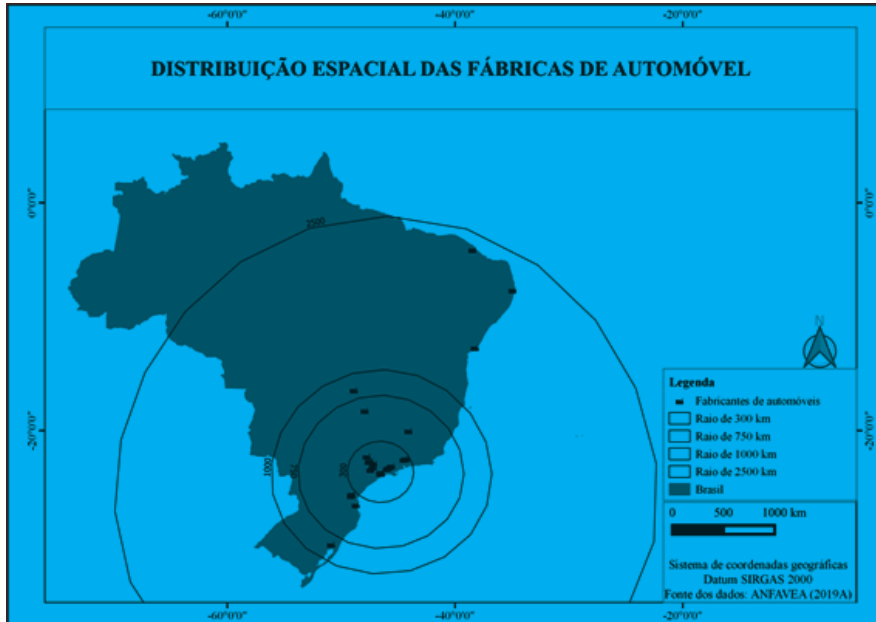 -60°0'0" -40°0'0" -20°0'0"
DISTRIBUIÇÃO ESPACIAL DAS FÁBRICAS DE AUTOMÓVEL
0°0'0" 0°0'0"
2500
N
-20°0'0" -20°0'0"
1000 750 300
Legenda
Fabricantes de automóveis
Raio de 300 km
Raio de 750 km
Raio de 1000 km
Raio de 2500 km
Brasil
0 500 1000 km
Sistema de coordenadas geográficas
Datum SIRGAS 2000
Fonte dos dados: ANFAVEA (2019A)
-60°0'0" -40°0'0" -20°0'0"